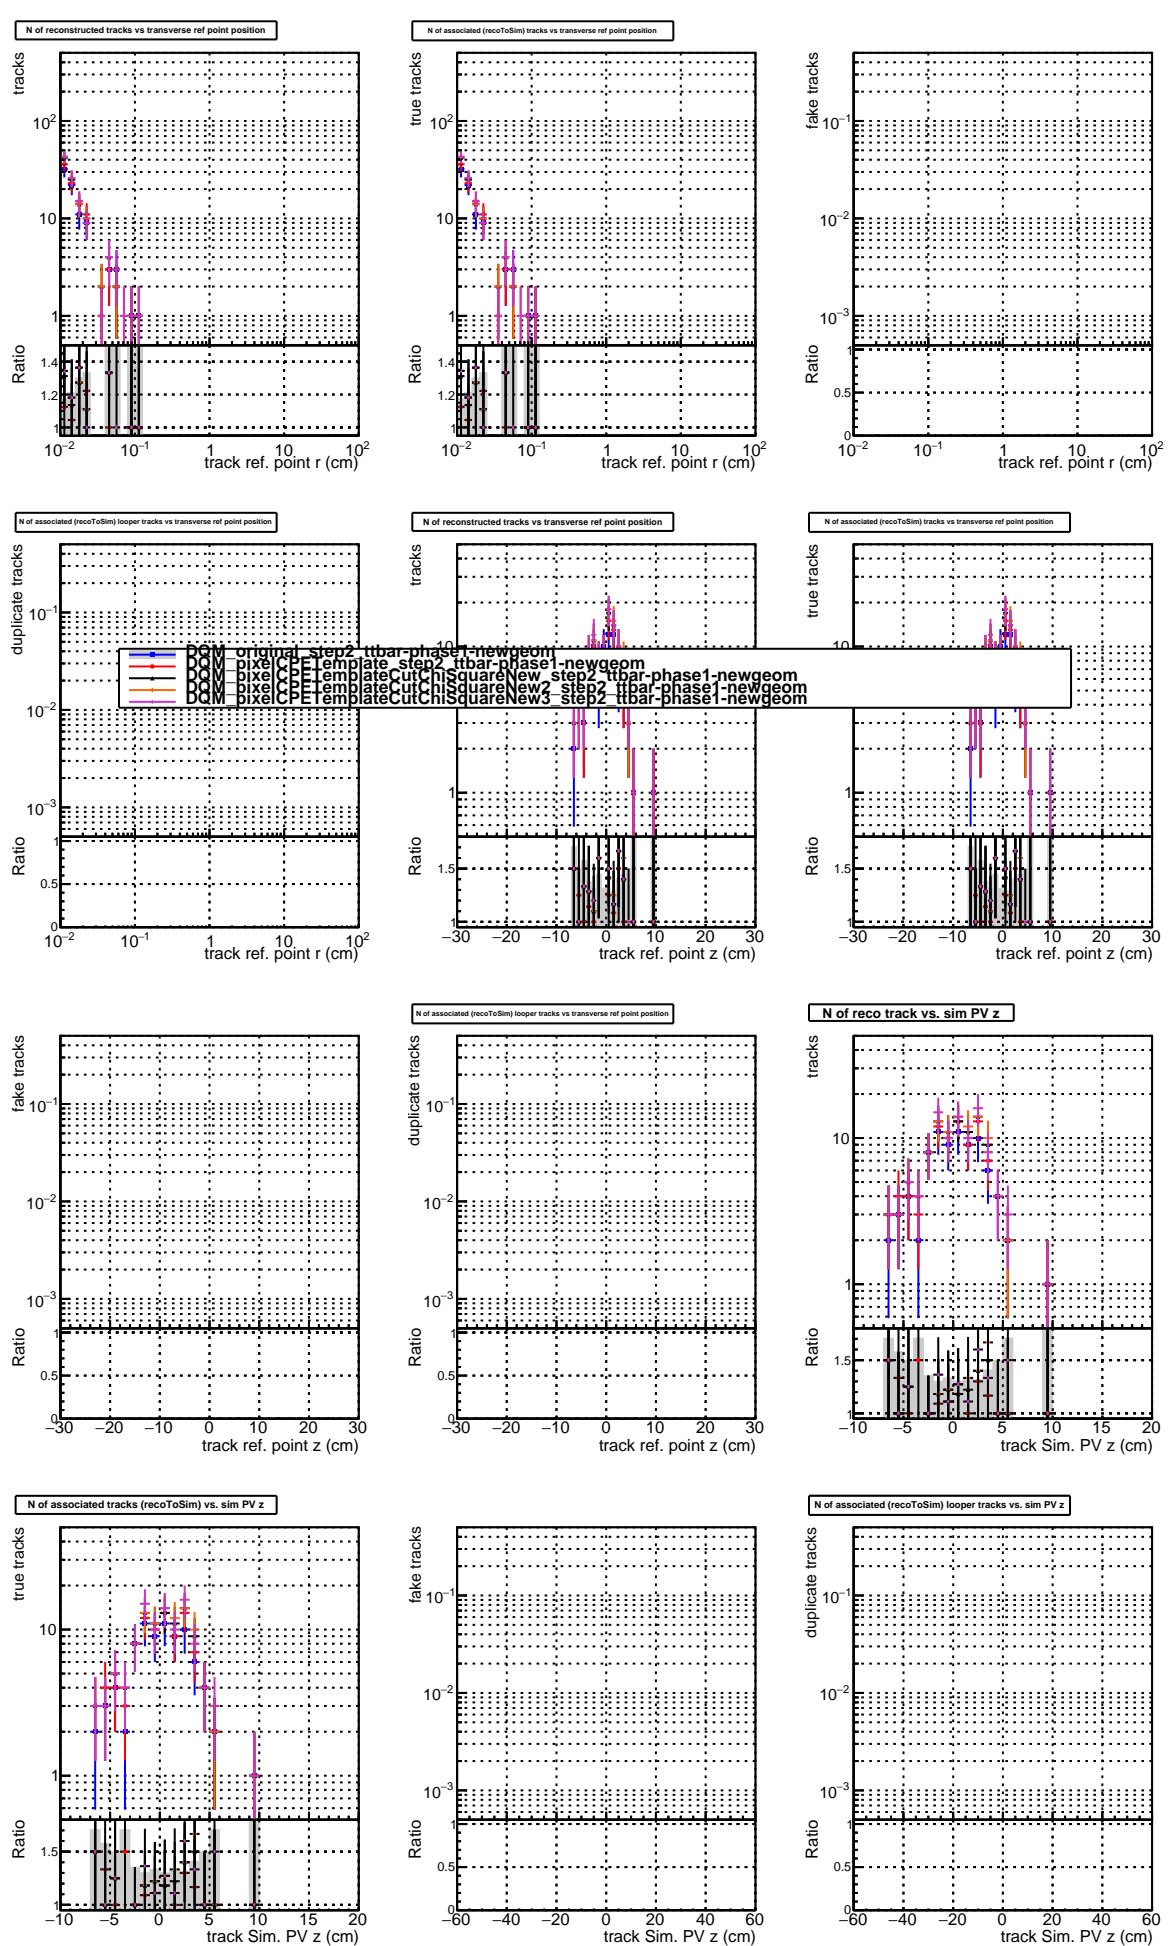 N of reconstructed tracks vs transverse ref point position
tracks
10²
10
1
Ratio
1.4
1.2
1
10⁻² 10⁻¹ 1 10 10²
track ref. point r (cm)
N of associated (recoToSim) tracks vs transverse ref point position
true tracks
10²
10
1
Ratio
1.4
1.2
1
10⁻² 10⁻¹ 1 10 10²
track ref. point r (cm)
fake tracks
10⁻¹
10⁻²
10⁻³
Ratio
1
0.5
0
10⁻² 10⁻¹ 1 10 10²
track ref. point r (cm)
N of associated (recoToSim) looper tracks vs transverse ref point position
duplicate tracks
10⁻¹
10⁻²
10⁻³
Ratio
1
0.5
0
10⁻² 10⁻¹ 1 10 10²
track ref. point r (cm)
N of reconstructed tracks vs transverse ref point position
tracks
10
1
Ratio
1.5
1
−30 −20 −10 0 10 20 30
track ref. point z (cm)
N of associated (recoToSim) tracks vs transverse ref point position
true tracks
10
1
Ratio
1.5
1
−30 −20 −10 0 10 20 30
track ref. point z (cm)
DQM_original_step2_ttbar-phase1-newgeom
DQM_pixelCPETemplate_step2_ttbar-phase1-newgeom
DQM_pixelCPETemplateCutChiSquareNew_step2_ttbar-phase1-newgeom
DQM_pixelCPETemplateCutChiSquareNew2_step2_ttbar-phase1-newgeom
DQM_pixelCPETemplateCutChiSquareNew3_step2_ttbar-phase1-newgeom
fake tracks
10⁻¹
10⁻²
10⁻³
Ratio
1
0.5
0
−30 −20 −10 0 10 20 30
track ref. point z (cm)
N of associated (recoToSim) looper tracks vs transverse ref point position
duplicate tracks
10⁻¹
10⁻²
10⁻³
Ratio
1
0.5
0
−30 −20 −10 0 10 20 30
track ref. point z (cm)
N of reco track vs. sim PV z
tracks
10
1
Ratio
1.5
1
−10 −5 0 5 10 15 20
track Sim. PV z (cm)
N of associated tracks (recoToSim) vs. sim PV z
true tracks
10
1
Ratio
1.5
1
−10 −5 0 5 10 15 20
track Sim. PV z (cm)
fake tracks
10⁻¹
10⁻²
10⁻³
Ratio
1
0.5
0
−60 −40 −20 0 20 40 60
track Sim. PV z (cm)
N of associated (recoToSim) looper tracks vs. sim PV z
duplicate tracks
10⁻¹
10⁻²
10⁻³
Ratio
1
0.5
0
−60 −40 −20 0 20 40 60
track Sim. PV z (cm)